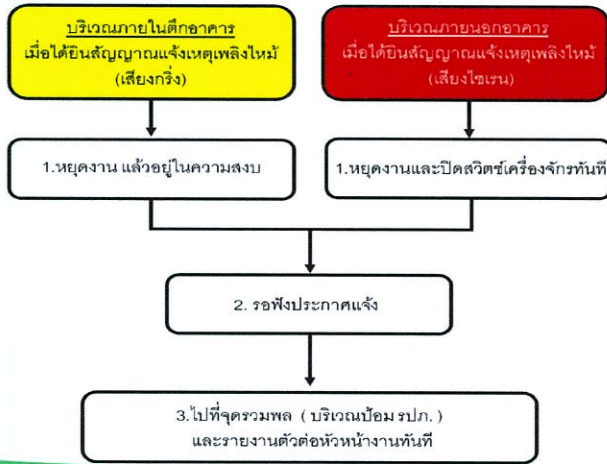 บริเวณภายในตึกอาคาร
เมื่อได้ยินสัญญาณแจ้งเหตุเพลิงไหม้
(เสียงกริ่ง)
บริเวณภายนอกอาคาร
เมื่อได้ยินสัญญาณแจ้งเหตุเพลิงไหม้
(เสียงไซเรน)
1.หยุดงาน แล้วอยู่ในความสงบ
1.หยุดงานและปิดสวิตช์เครื่องจักรทันที
2. รอฟังประกาศแจ้ง
3.ไปที่จุดรวมพล ( บริเวณป้อม รปภ. )
และรายงานตัวต่อหัวหน้างานทันที